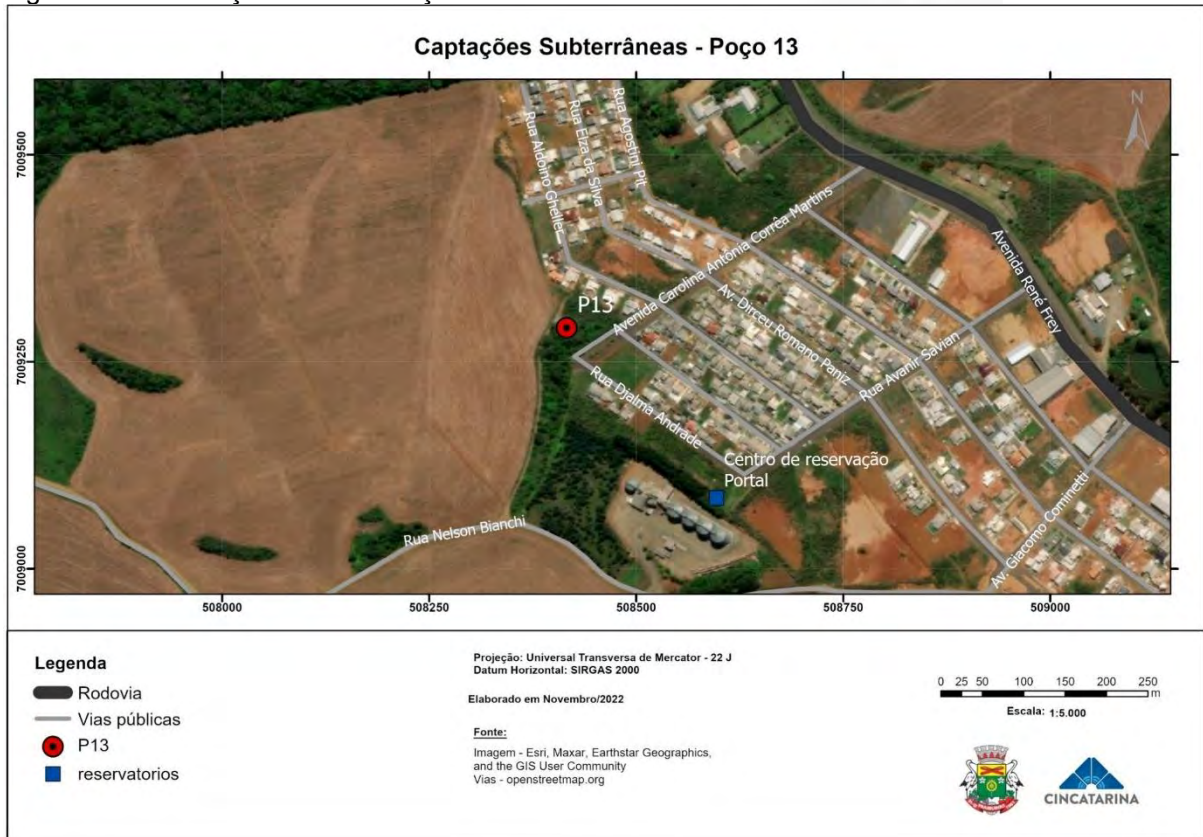 Captações Subterrâneas - Poço 13
N
7009500
7009250
7009000
508000
508250
508500
508750
509000
Rua Aldoino Gheller
Rua Elza da Silva
Rua Agostini Pit
Avenida Carolina Antônia Corrêa Martins
Avenida René Frey
P13
Av. Dirceu Romano Paniz
Rua Avanir Savian
Rua Djalma Andrade
Centro de reservação
Portal
Rua Nelson Bianchi
Av. Giacomo Cominetti
Legenda
Rodovia
Vias públicas
P13
reservatorios
Projeção: Universal Transversa de Mercator - 22 J
Datum Horizontal: SIRGAS 2000
Elaborado em Novembro/2022
Fonte:
Imagem - Esri, Maxar, Earthstar Geographics,
and the GIS User Community
Vias - openstreetmap.org
0 25 50 100 150 200 250
m
Escala: 1:5.000
CINCATARINA